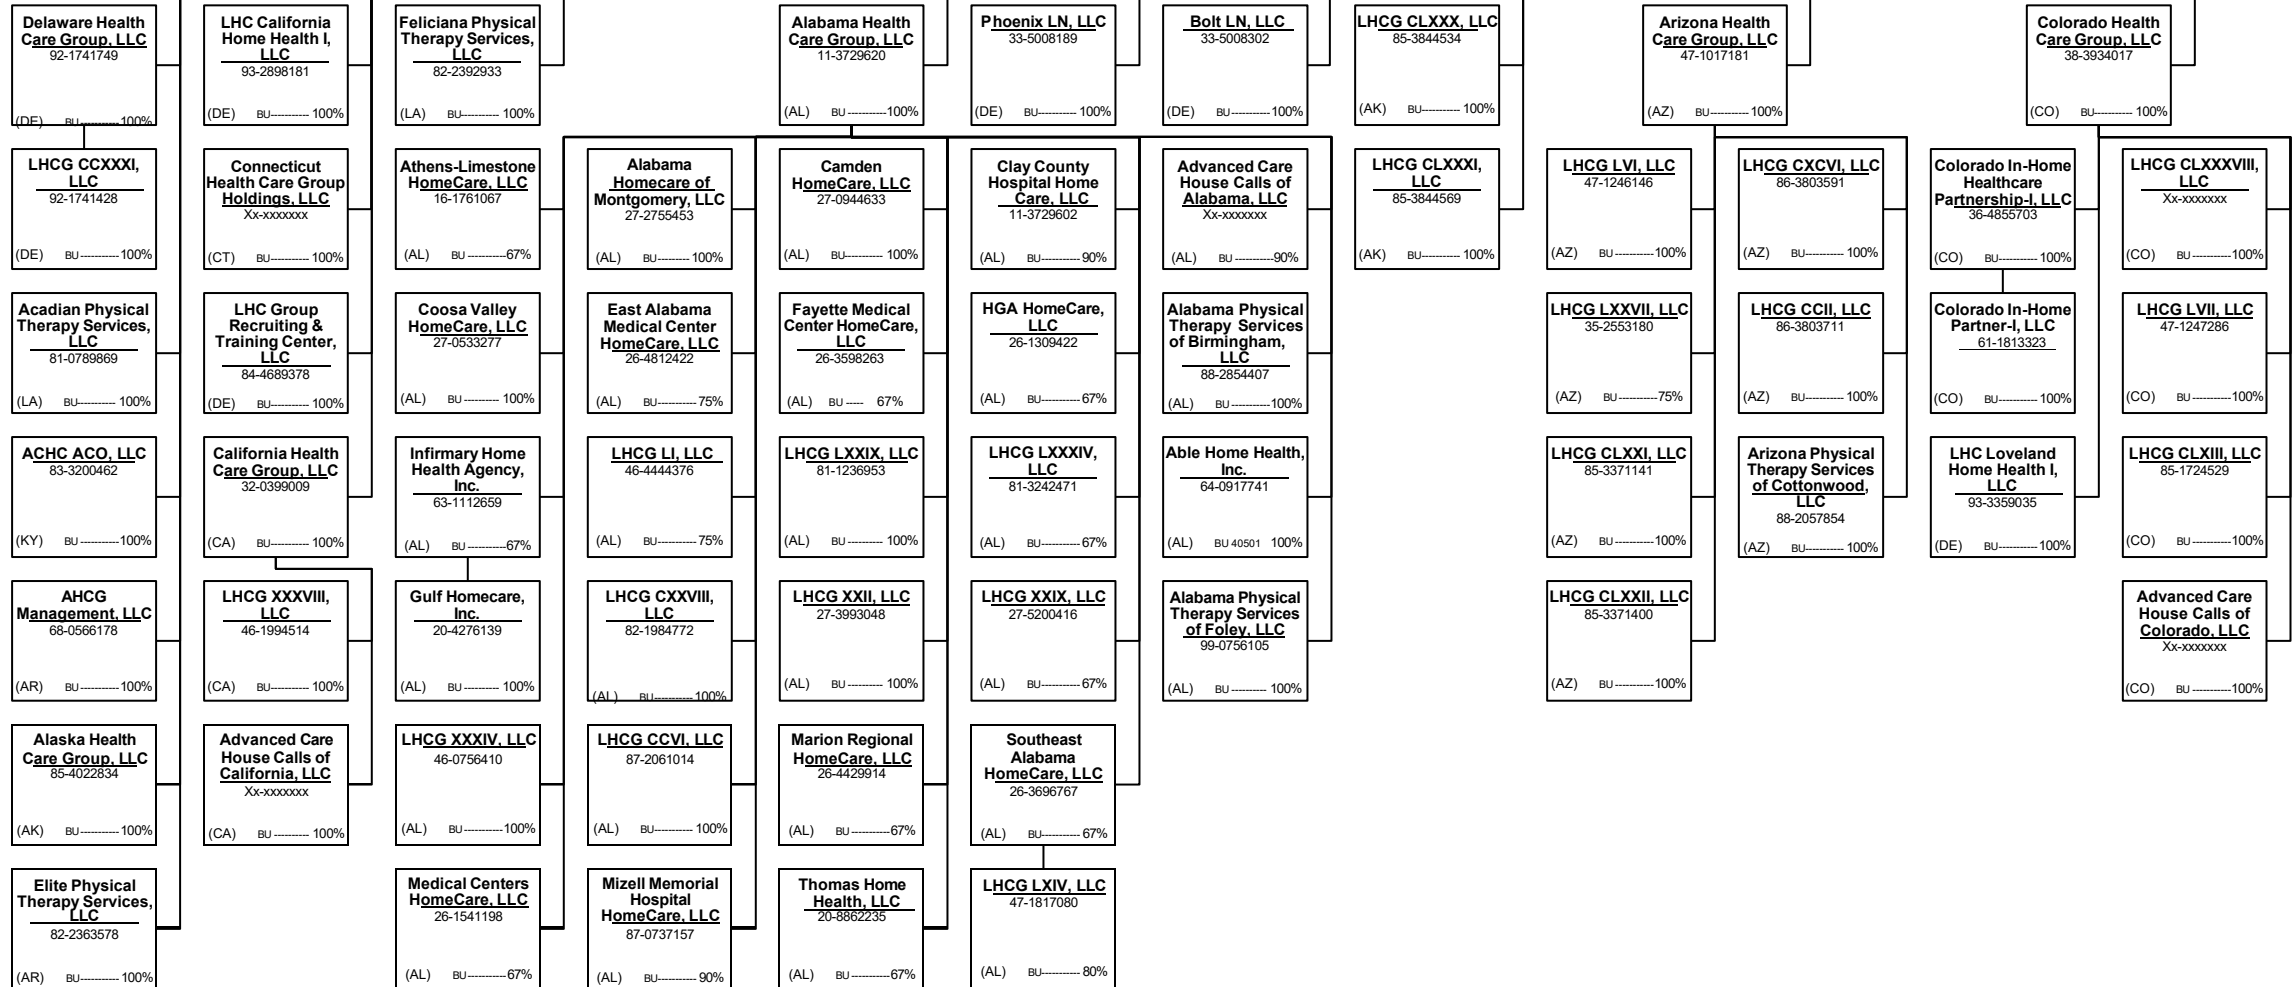 Delaware Health
Care Group, LLC
92-1741749
(DE) BU----------- 100%
LHC California
Home Health I,
LLC
93-2898181
(DE) BU----------- 100%
Feliciana Physical
Therapy Services,
LLC
82-2392933
(LA) BU----------- 100%
Alabama Health
Care Group, LLC
11-3729620
(AL) BU-----------100%
Phoenix LN, LLC
33-5008189
(DE) BU----------- 100%
Bolt LN, LLC
33-5008302
(DE) BU----------- 100%
LHCG CLXXX, LLC
85-3844534
(AK) BU----------- 100%
Arizona Health
Care Group, LLC
47-1017181
(AZ) BU-----------100%
Colorado Health
Care Group, LLC
38-3934017
(CO) BU----------- 100%
LHCG CCXXXI,
LLC
92-1741428
(DE) BU-----------100%
Connecticut
Health Care Group
Holdings, LLC
Xx-xxxxxxx
(CT) BU----------- 100%
Athens-Limestone
HomeCare, LLC
16-1761067
(AL) BU-----------67%
Alabama
Homecare of
Montgomery, LLC
27-2755453
(AL) BU----------- 100%
Camden
HomeCare, LLC
27-0944633
(AL) BU----------- 100%
Clay County
Hospital Home
Care, LLC
11-3729602
(AL) BU-----------90%
Advanced Care
House Calls of
Alabama, LLC
Xx-xxxxxxx
(AL) BU-----------90%
LHCG CLXXXI,
LLC
85-3844569
(AK) BU----------- 100%
LHCG LVI, LLC
47-1246146
(AZ) BU-----------100%
LHCG CXCVI, LLC
86-3803591
(AZ) BU----------- 100%
Colorado In-Home
Healthcare
Partnership-I, LLC
36-4855703
(CO) BU-----------100%
LHCG CLXXXVIII,
LLC
Xx-xxxxxxx
(CO) BU-----------100%
Acadian Physical
Therapy Services,
LLC
81-0789869
(LA) BU----------- 100%
LHC Group
Recruiting &
Training Center,
LLC
84-4689378
(DE) BU----------- 100%
Coosa Valley
HomeCare, LLC
27-0533277
(AL) BU----------- 100%
East Alabama
Medical Center
HomeCare, LLC
26-4812422
(AL) BU----------- 75%
Fayette Medical
Center HomeCare,
LLC
26-3598263
(AL) BU ----- 67%
HGA HomeCare,
LLC
26-1309422
(AL) BU-----------67%
Alabama Physical
Therapy Services
of Birmingham,
LLC
88-2854407
(AL) BU-----------100%
LHCG LXXVII, LLC
35-2553180
(AZ) BU-----------75%
LHCG CCII, LLC
86-3803711
(AZ) BU----------- 100%
Colorado In-Home
Partner-I, LLC
61-1813323
(CO) BU-----------100%
LHCG LVII, LLC
47-1247286
(CO) BU-----------100%
ACHC ACO, LLC
83-3200462
(KY) BU-----------100%
California Health
Care Group, LLC
32-0399009
(CA) BU----------- 100%
Infirmary Home
Health Agency,
Inc.
63-1112659
(AL) BU-----------67%
LHCG LI, LLC
46-4444376
(AL) BU----------- 75%
LHCG LXXIX, LLC
81-1236953
(AL) BU----------- 100%
LHCG LXXXIV,
LLC
81-3242471
(AL) BU-----------67%
Able Home Health,
Inc.
64-0917741
(AL) BU 40501 100%
LHCG CLXXI, LLC
85-3371141
(AZ) BU-----------100%
Arizona Physical
Therapy Services
of Cottonwood,
LLC
88-2057854
(AZ) BU----------- 100%
LHC Loveland
Home Health I,
LLC
93-3359035
(DE) BU-----------100%
LHCG CLXIII, LLC
85-1724529
(CO) BU-----------100%
AHCG
Management, LLC
68-0566178
(AR) BU-----------100%
LHCG XXXVIII,
LLC
46-1994514
(CA) BU-----------100%
Gulf Homecare,
Inc.
20-4276139
(AL) BU----------- 100%
LHCG CXXVIII,
LLC
82-1984772
(AL) BU-----------100%
LHCG XXII, LLC
27-3993048
(AL) BU----------- 100%
LHCG XXIX, LLC
27-5200416
(AL) BU-----------67%
Alabama Physical
Therapy Services
of Foley, LLC
99-0756105
(AL) BU----------- 100%
LHCG CLXXII, LLC
85-3371400
(AZ) BU-----------100%
Advanced Care
House Calls of
Colorado, LLC
Xx-xxxxxxx
(CO) BU-----------100%
Alaska Health
Care Group, LLC
85-4022834
(AK) BU----------- 100%
Advanced Care
House Calls of
California, LLC
Xx-xxxxxxx
(CA) BU----------- 100%
LHCG XXXIV, LLC
46-0756410
(AL) BU-----------100%
LHCG CCVI, LLC
87-2061014
(AL) BU----------- 100%
Marion Regional
HomeCare, LLC
26-4429914
(AL) BU-----------67%
Southeast
Alabama
HomeCare, LLC
26-3696767
(AL) BU----------- 67%
Elite Physical
Therapy Services,
LLC
82-2363578
(AR) BU----------- 100%
Medical Centers
HomeCare, LLC
26-1541198
(AL) BU-----------67%
Mizell Memorial
Hospital
HomeCare, LLC
87-0737157
(AL) BU----------- 90%
Thomas Home
Health, LLC
20-8862235
(AL) BU-----------67%
LHCG LXIV, LLC
47-1817080
(AL) BU----------- 80%